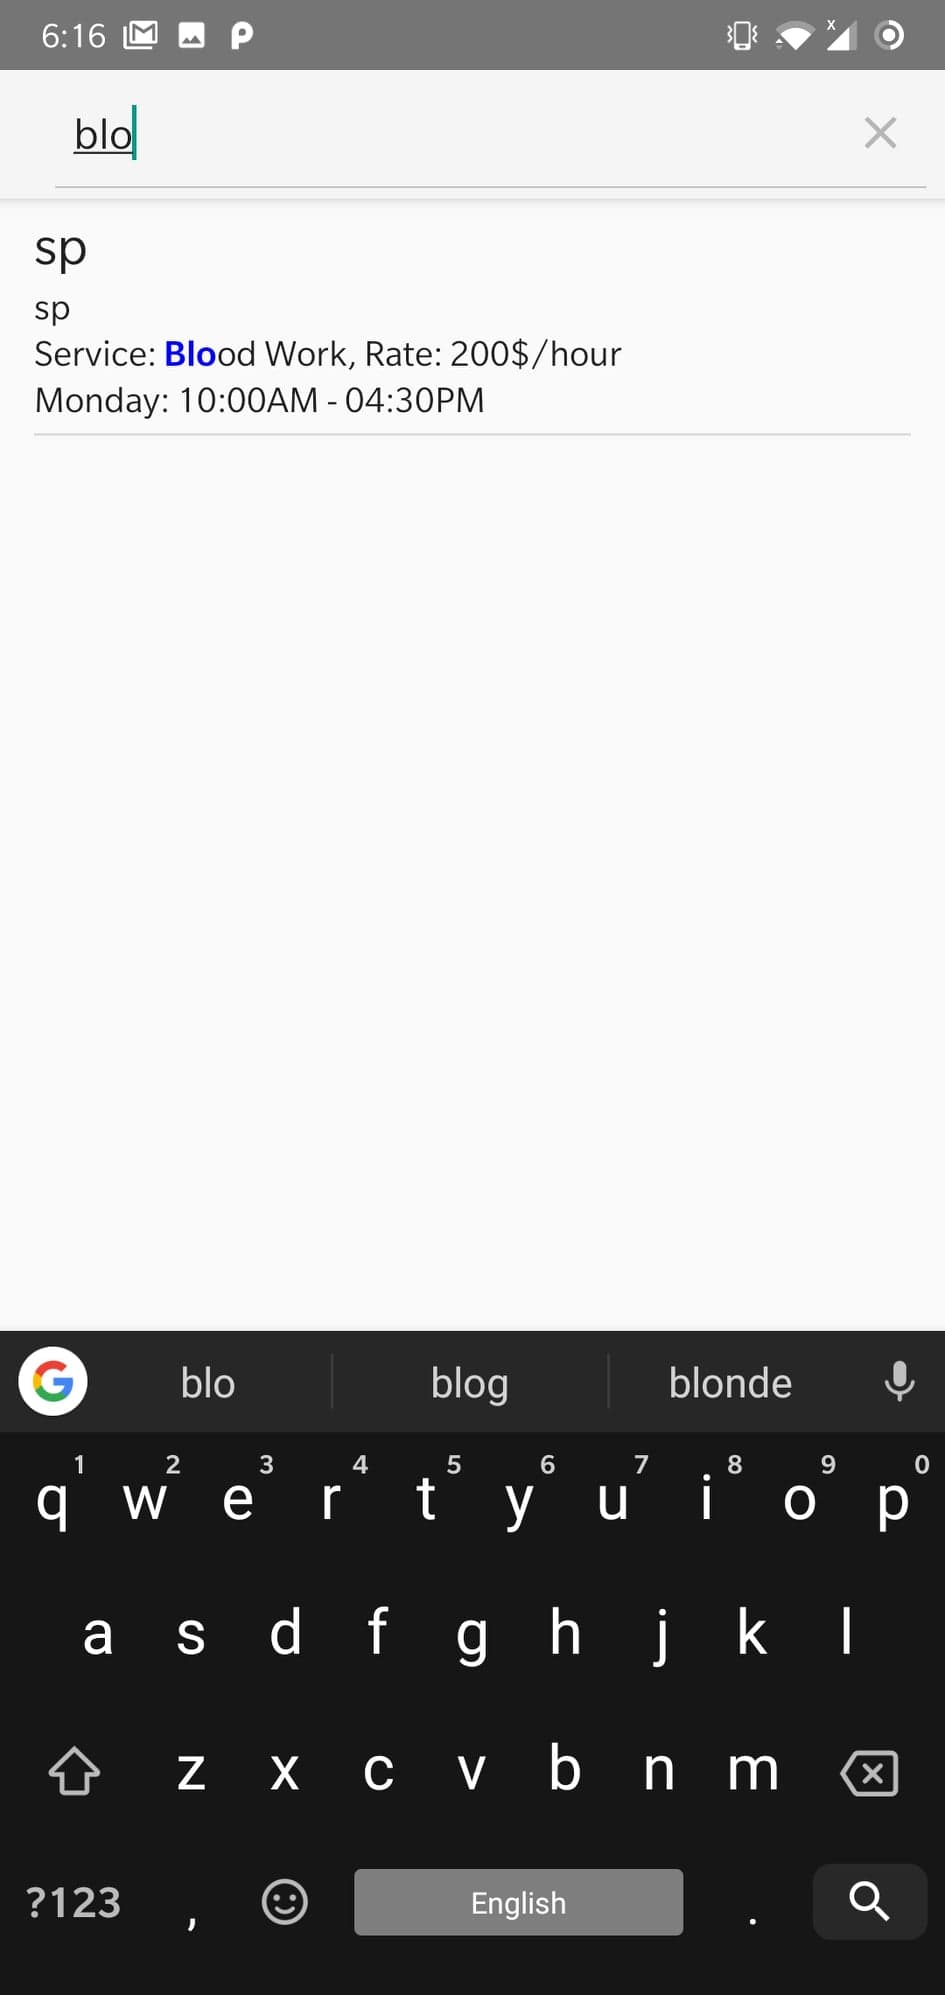 6:16
blo
sp
sp
Service: Blood Work, Rate: 200$/hour
Monday: 10:00AM - 04:30PM
blo blog blonde
1 2 3 4 5 6 7 8 9 0
q w e r t y u i o p
a s d f g h j k l
z x c v b n m
?123 , English .